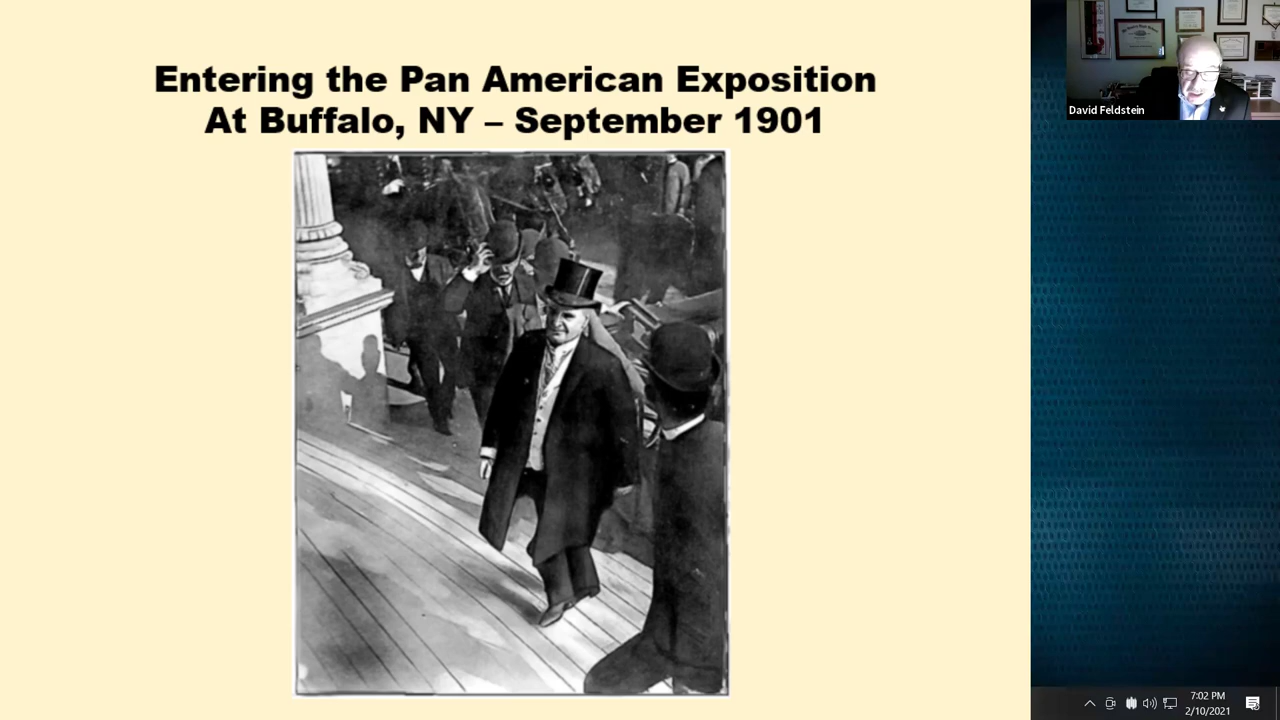 Entering the Pan American Exposition
At Buffalo, NY – September 1901
David Feldstein
7:02 PM
2/10/2021